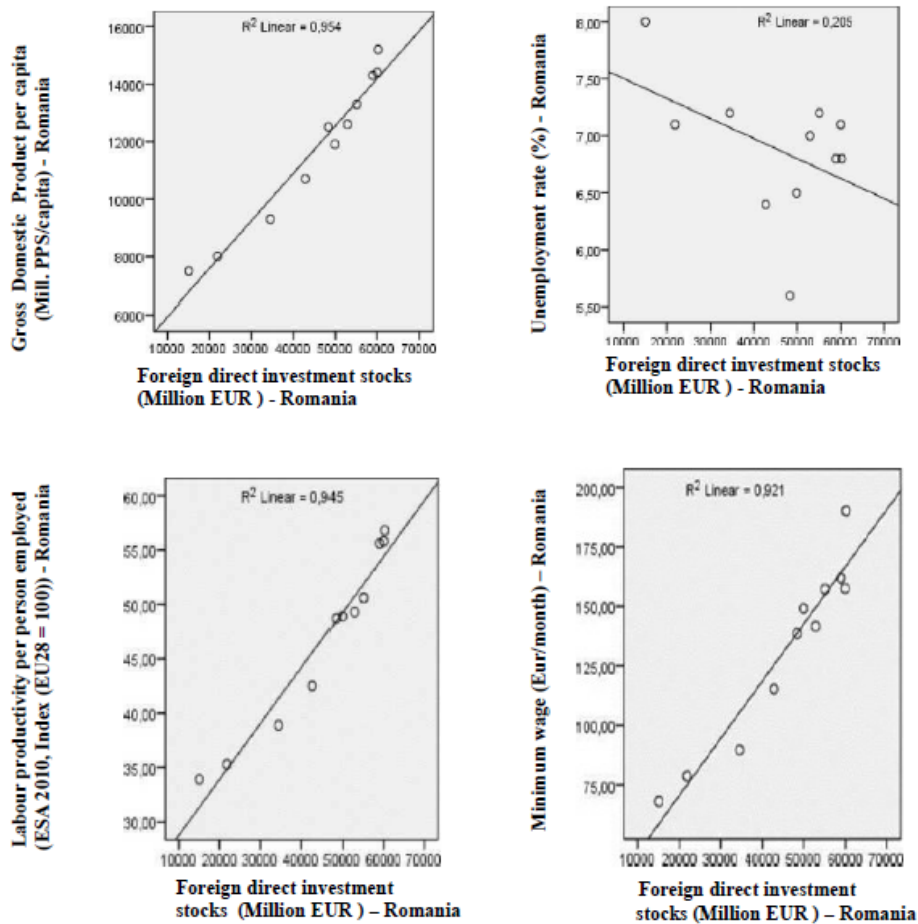 Gross Domestic Product per capita
(Mill. PPS/capita) - Romania
R2 Linear = 0,954
16000
14000
12000
10000
8000
6000
10000 20000 30000 40000 50000 60000 70000
Foreign direct investment stocks
(Million EUR ) - Romania
Unemployment rate (%) - Romania
R2 Linear = 0,205
8,00
7,50
7,00
6,50
6,00
5,50
10000 20000 30000 40000 50000 60000 70000
Foreign direct investment stocks
(Million EUR ) - Romania
Labour productivity per person employed
(ESA 2010, Index (EU28 = 100)) - Romania
R2 Linear = 0,945
60,00
55,00
50,00
45,00
40,00
35,00
30,00
10000 20000 30000 40000 50000 60000 70000
Foreign direct investment
stocks (Million EUR ) – Romania
Minimum wage (Eur/month) – Romania
R2 Linear = 0,921
200,00
175,00
150,00
125,00
100,00
75,00
10000 20000 30000 40000 50000 60000 70000
Foreign direct investment
stocks (Million EUR ) – Romania